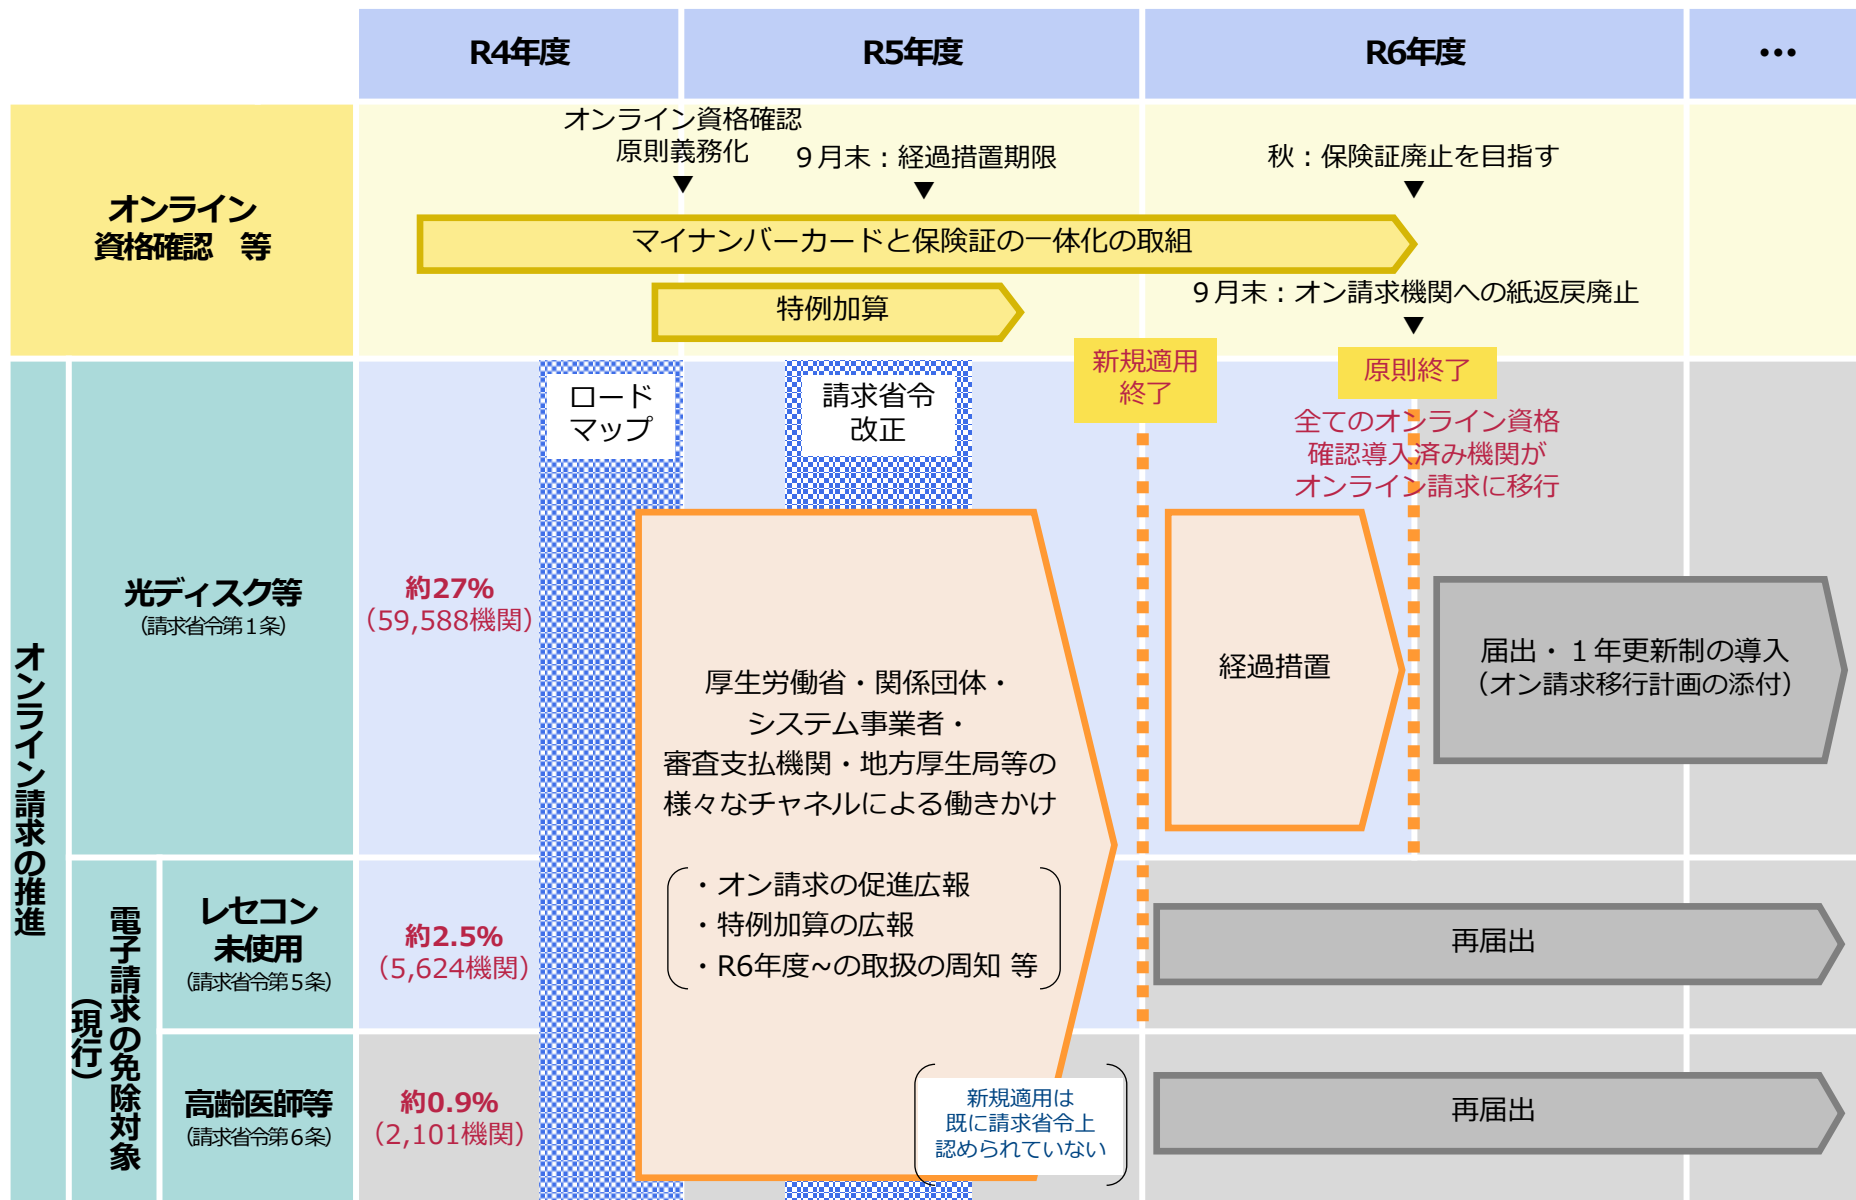 R4年度
R5年度
R6年度
…
オンライン
資格確認　等
オンライン資格確認
原則義務化
９月末：経過措置期限
秋：保険証廃止を目指す
マイナンバーカードと保険証の一体化の取組
特例加算
９月末：オン請求機関への紙返戻廃止
オンライン請求の推進
ロード
マップ
請求省令
改正
新規適用
終了
原則終了
全てのオンライン資格
確認導入済み機関が
オンライン請求に移行
光ディスク等
（請求省令第１条）
約27%
（59,588機関）
厚生労働省・関係団体・
システム事業者・
審査支払機関・地方厚生局等の
様々なチャネルによる働きかけ
・オン請求の促進広報
・特例加算の広報
・R6年度~の取扱の周知 等
経過措置
届出・１年更新制の導入
（オン請求移行計画の添付）
電子請求の免除対象
（現行）
レセコン
未使用
（請求省令第５条）
約2.5%
（5,624機関）
再届出
高齢医師等
（請求省令第６条）
約0.9%
（2,101機関）
新規適用は
既に請求省令上
認められていない
再届出